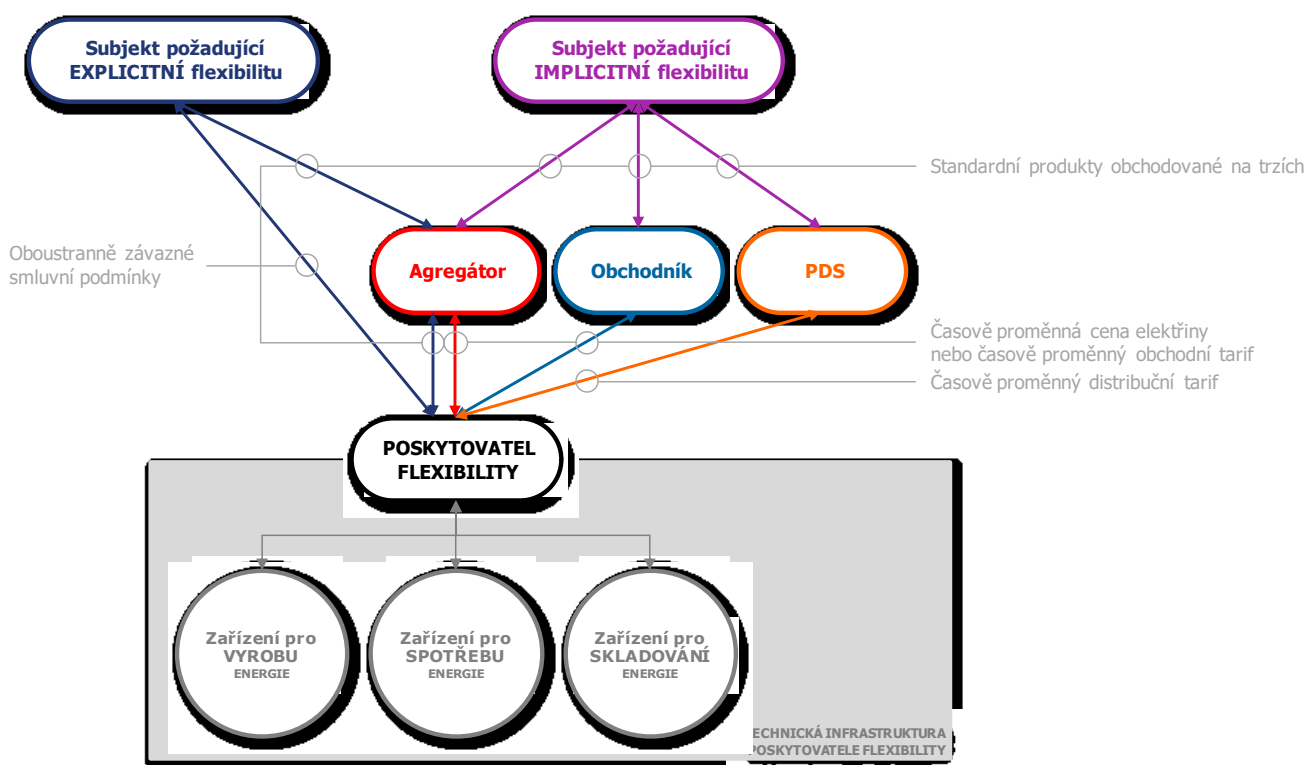 Subjekt požadující
EXPLICITNÍ flexibilitu
Subjekt požadující
IMPLICITNÍ flexibilitu
Standardní produkty obchodované na trzích
Oboustranně závazné
smluvní podmínky
Agregátor
Obchodník
PDS
Časově proměnná cena elektřiny
nebo časově proměnný obchodní tarif
Časově proměnný distribuční tarif
POSKYTOVATEL
FLEXIBILITY
Zařízení pro
VYROBU
ENERGIE
Zařízení pro
SPOTŘEBU
ENERGIE
Zařízení pro
SKLADOVÁNÍ
ENERGIE
ECHNICKÁ INFRASTRUKTURA
POSKYTOVATELE FLEXIBILITY